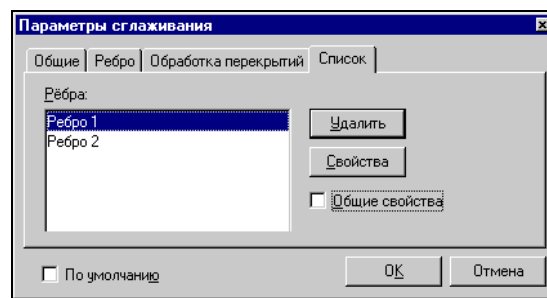 Параметры сглаживания
Общие Ребро Обработка перекрытий Список
Рёбра:
Ребро 1
Ребро 2
Удалить
Свойства
Общие свойства
По умолчанию
OK Отмена